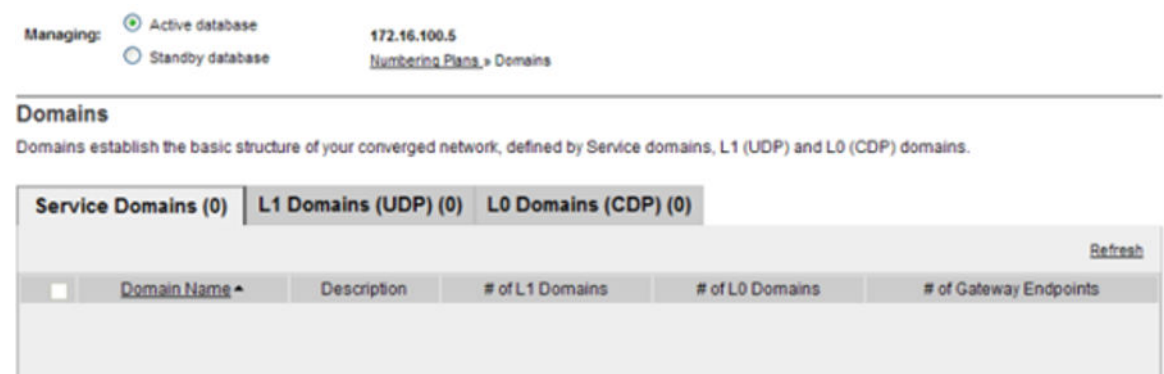 Managing:
Active database
Standby database
172.16.100.5
Numbering Plans » Domains
Domains
Domains establish the basic structure of your converged network, defined by Service domains, L1 (UDP) and L0 (CDP) domains.
Service Domains (0) L1 Domains (UDP) (0) L0 Domains (CDP) (0)
Refresh
Domain Name Description # of L1 Domains # of L0 Domains # of Gateway Endpoints